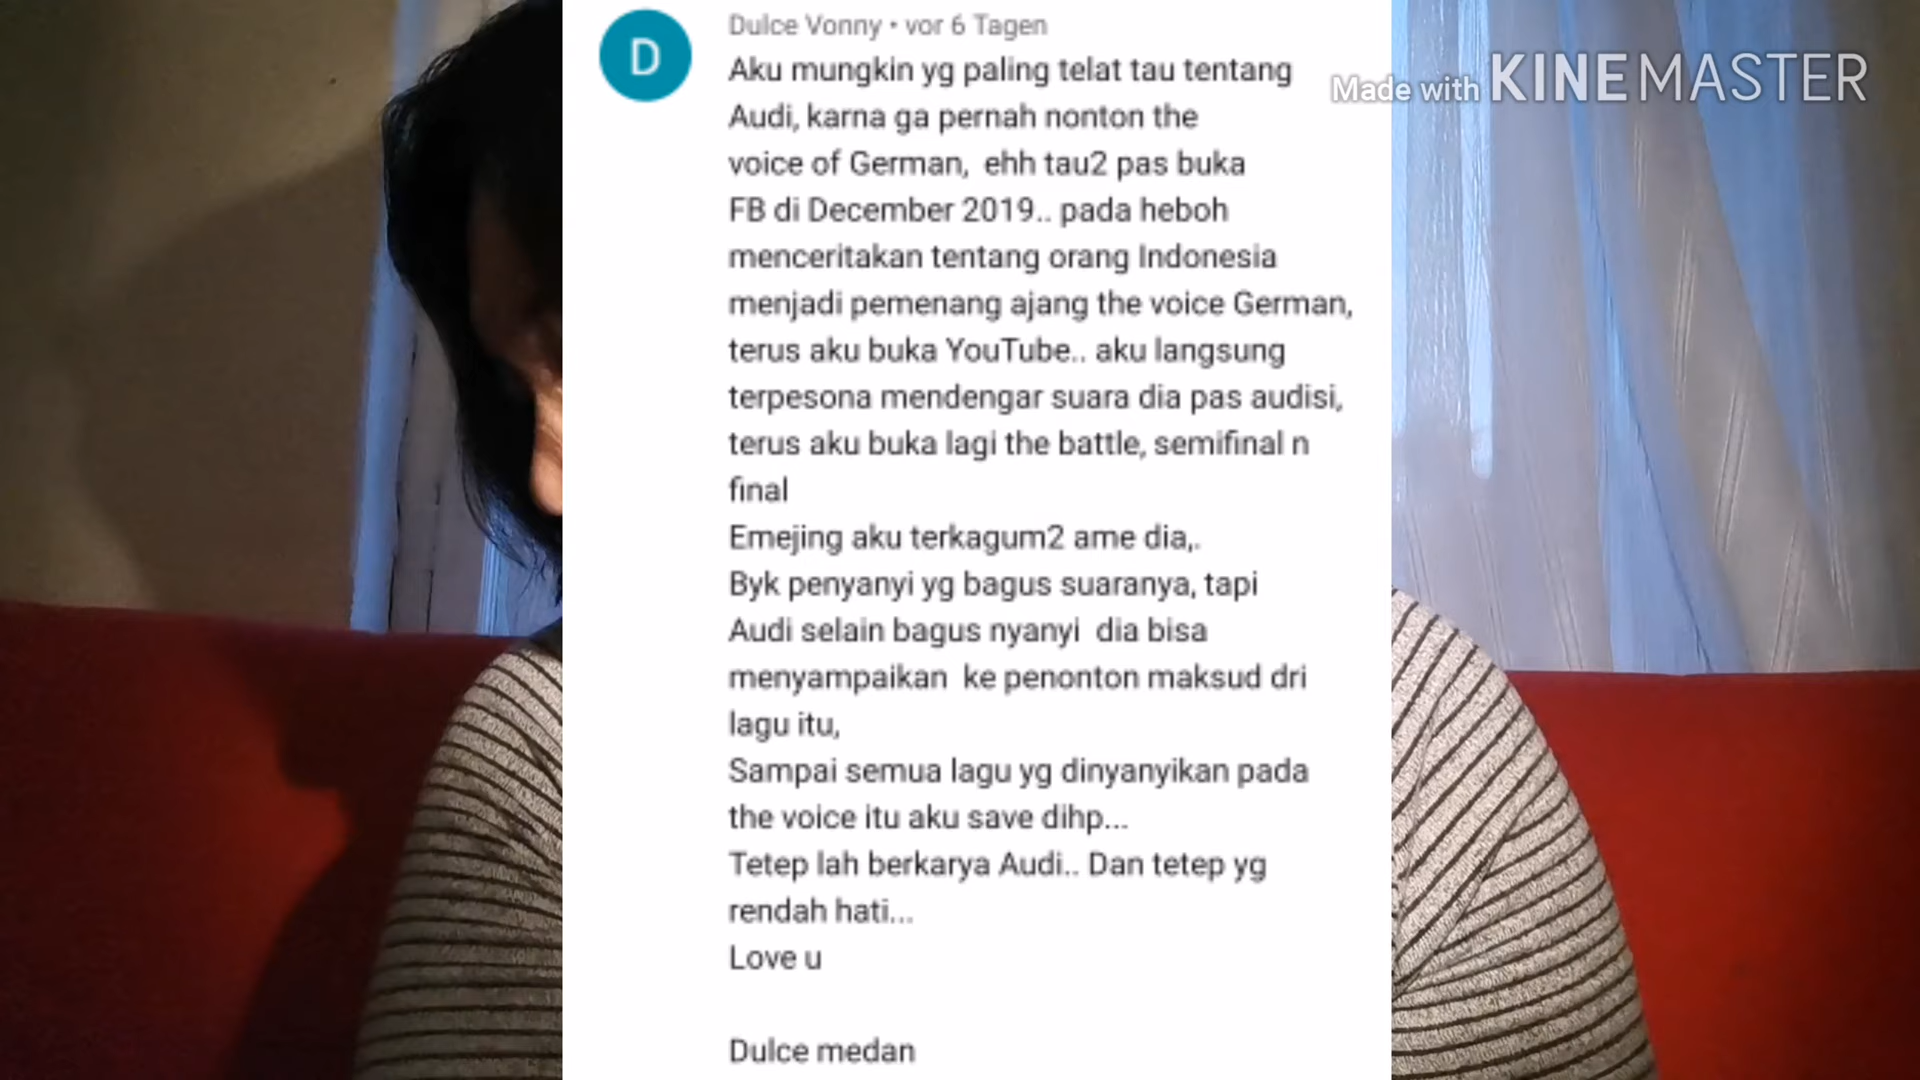 Dulce Vonny • vor 6 Tagen
D
Aku mungkin yg paling telat tau tentang
Made with KINEMASTER
Audi, karna ga pernah nonton the
voice of German,  ehh tau2 pas buka
FB di December 2019.. pada heboh
menceritakan tentang orang Indonesia
menjadi pemenang ajang the voice German,
terus aku buka YouTube.. aku langsung
terpesona mendengar suara dia pas audisi,
terus aku buka lagi the battle, semifinal n
final
Emejing aku terkagum2 ame dia,.
Byk penyanyi yg bagus suaranya, tapi
Audi selain bagus nyanyi  dia bisa
menyampaikan  ke penonton maksud dri
lagu itu,
Sampai semua lagu yg dinyanyikan pada
the voice itu aku save dihp...
Tetep lah berkarya Audi.. Dan tetep yg
rendah hati...
Love u
Dulce medan